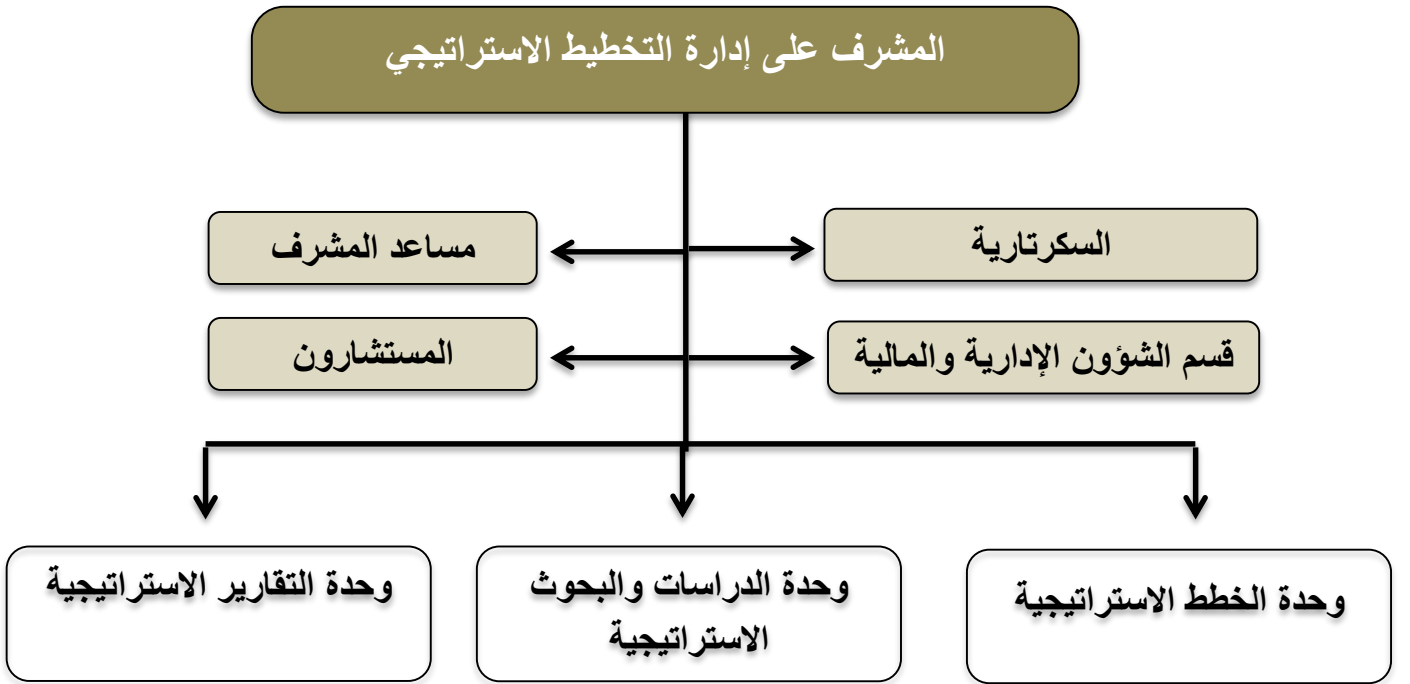 المشرف على إدارة التخطيط الاستراتيجي
السكرتارية
مساعد المشرف
قسم الشؤون الإدارية والمالية
المستشارون
وحدة الخطط الاستراتيجية
وحدة الدراسات والبحوث
الاستراتيجية
وحدة التقارير الاستراتيجية